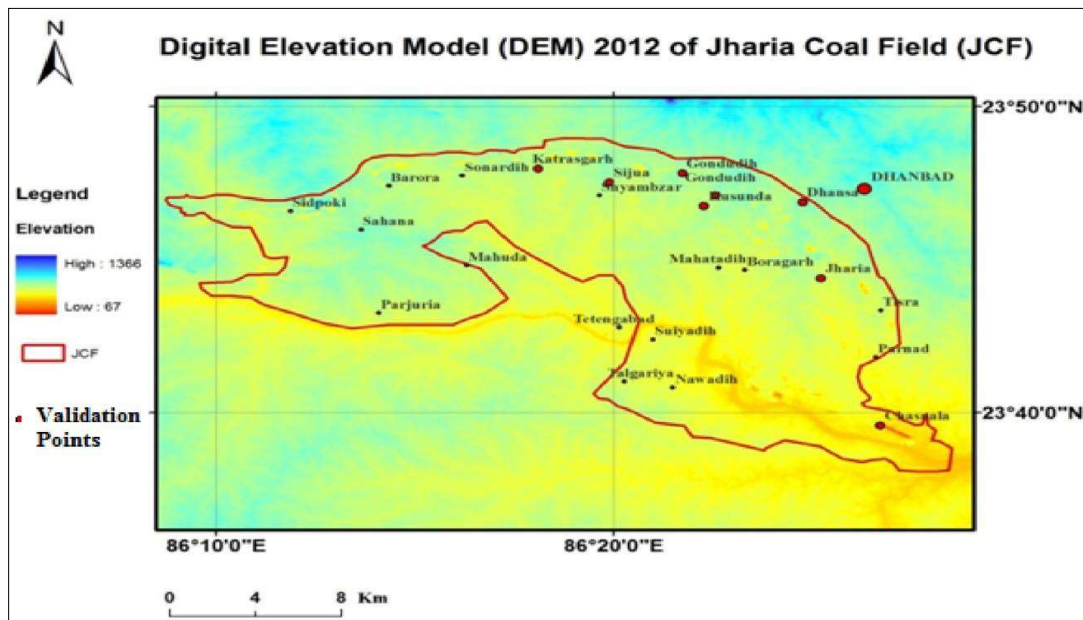 N
Digital Elevation Model (DEM) 2012 of Jharia Coal Field (JCF)
23°50'0"N
Legend
Elevation
High : 1366
Low : 67
JCF
Validation
Points
Katrasgarh
Sonardih
Barora
Sijua
Shyambzar
Gondudih
Gondudih
Kusunda
Dhansa
DHANBAD
Sidpoki
Sahana
Mahuda
Mahatadih
Boragarh
Jharia
Parjuria
Tisra
Tetengabad
Suiyadih
Parnad
Talgariya
Nawadih
Chasnala
23°40'0"N
86°10'0"E
86°20'0"E
0 4 8 Km